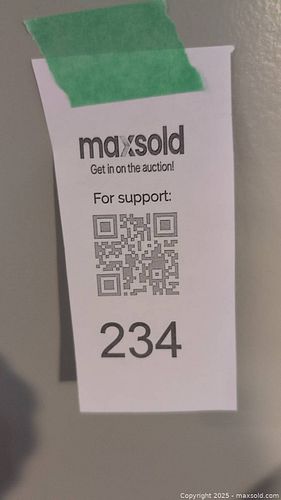 maxsold
Get in on the auction!
For support:
234
Copyright 2025 - maxsold.com